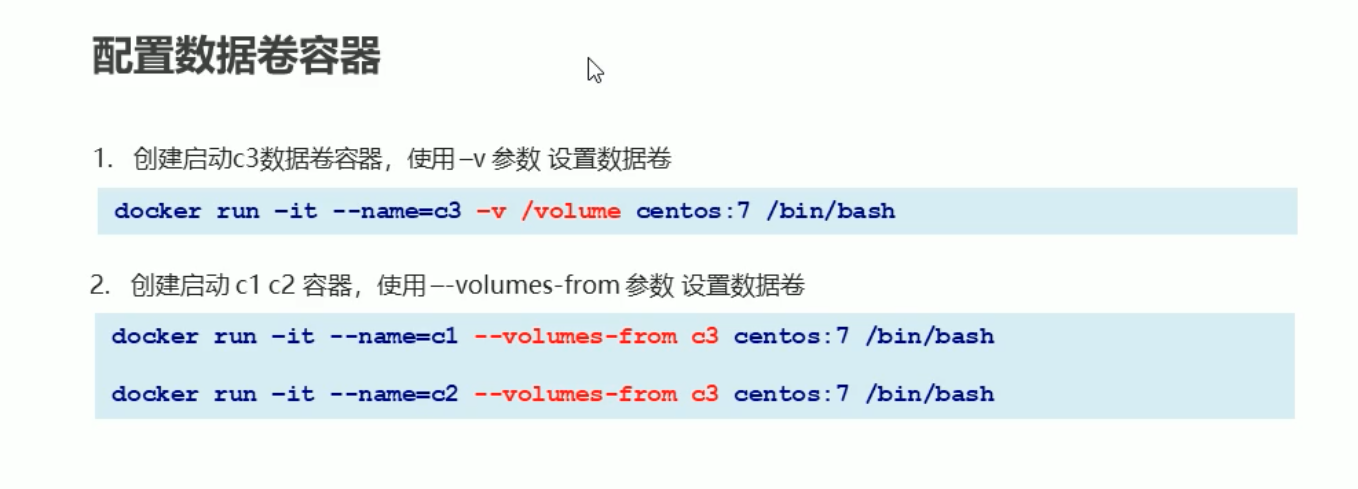 配置数据卷容器
1. 创建启动c3数据卷容器，使用 –v 参数 设置数据卷
docker run –it --name=c3 –v /volume centos:7 /bin/bash
2. 创建启动 c1 c2 容器，使用 –-volumes-from 参数 设置数据卷
docker run –it --name=c1 --volumes-from c3 centos:7 /bin/bash
docker run –it --name=c2 --volumes-from c3 centos:7 /bin/bash